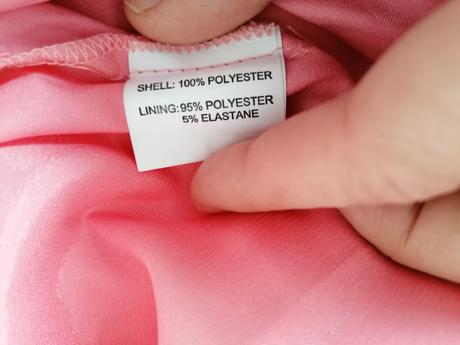 SHELL: 100% POLYESTER
LINING:95% POLYESTER
5% ELASTANE